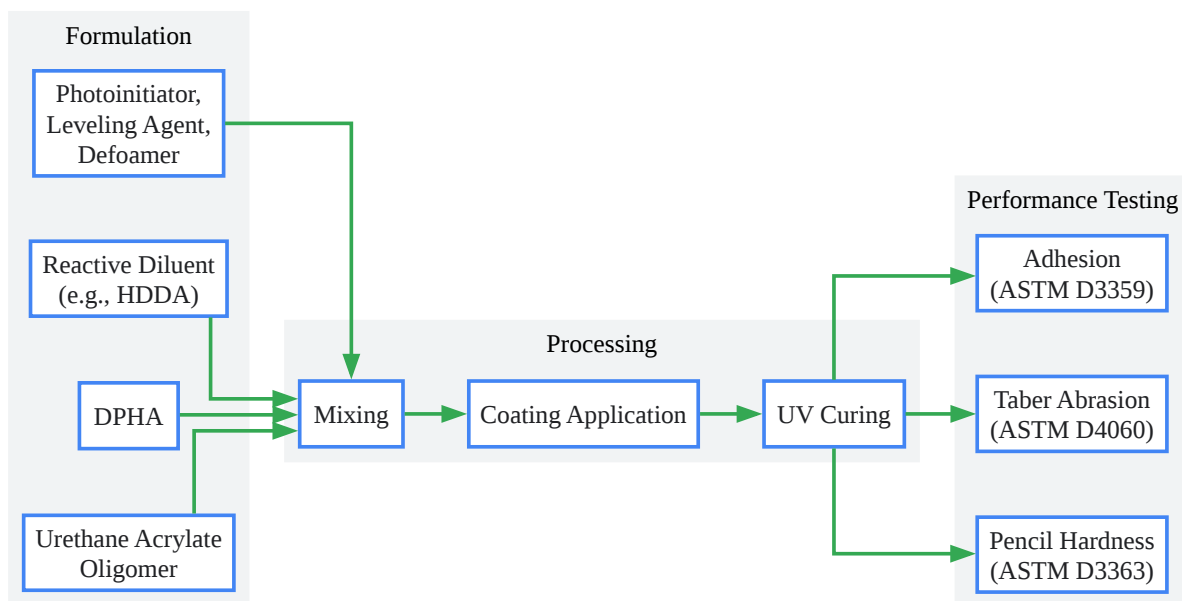 Formulation
Photoinitiator,
Leveling Agent,
Defoamer
Reactive Diluent
(e.g., HDDA)
DPHA
Urethane Acrylate
Oligomer
Processing
Mixing
Coating Application
UV Curing
Performance Testing
Adhesion
(ASTM D3359)
Taber Abrasion
(ASTM D4060)
Pencil Hardness
(ASTM D3363)